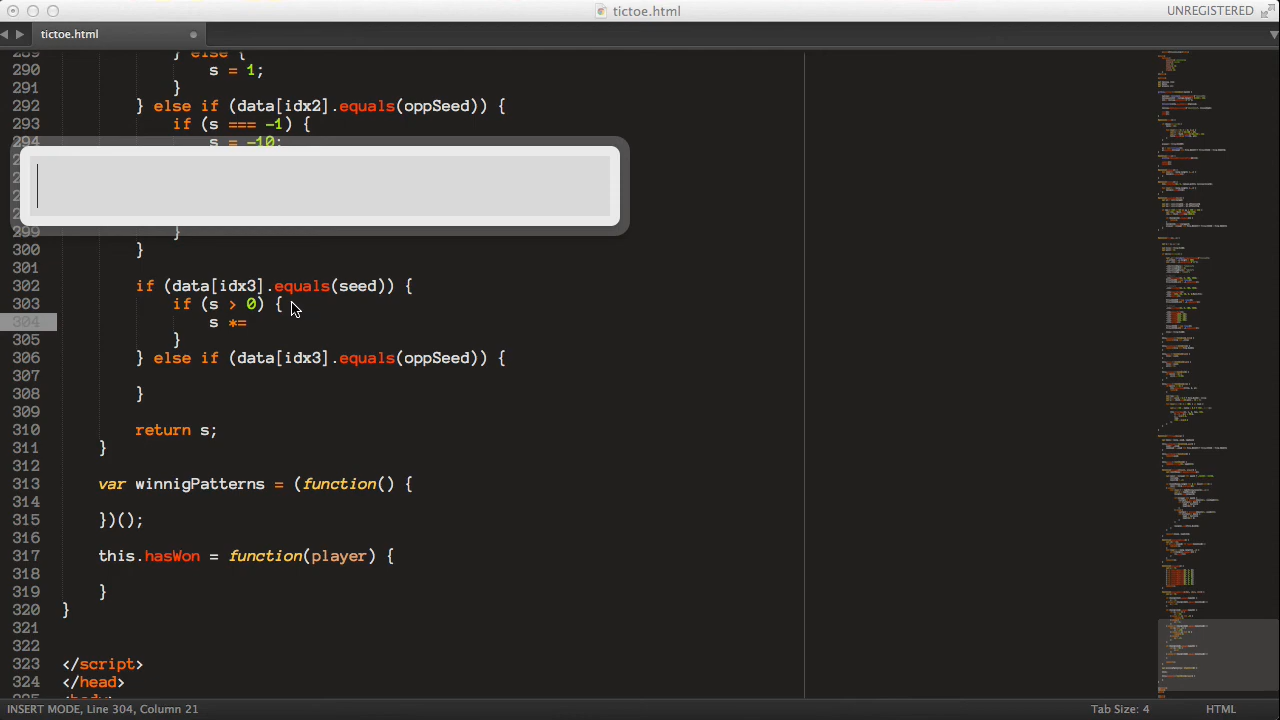 tictoe.html
UNREGISTERED
tictoe.html
289 } else {
290 s = 1;
291 }
292 } else if (data[idx2].equals(oppSeed)) {
293 if (s === -1) {
294 s = -10;
299 }
300 }
301
302 if (data[idx3].equals(seed)) {
303 if (s > 0) {
304 s *=
305 }
306 } else if (data[idx3].equals(oppSeed)) {
307
308 }
309
310 return s;
311 }
312
313 var winnigPatterns = (function() {
314
315 })();
316
317 this.hasWon = function(player) {
318
319 }
320 }
321
322
323 </script>
324 </head>
325 <body>
INSERT MODE, Line 304, Column 21
Tab Size: 4
HTML